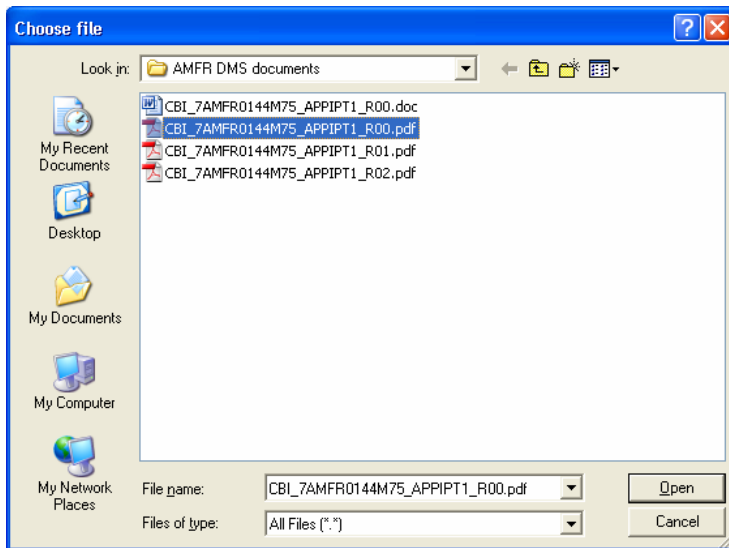 Choose file
Look in:
AMFR DMS documents
My Recent
Documents
Desktop
My Documents
My Computer
My Network
Places
CBI_7AMFR0144M75_APPIPT1_R00.doc
CBI_7AMFR0144M75_APPIPT1_R00.pdf
CBI_7AMFR0144M75_APPIPT1_R01.pdf
CBI_7AMFR0144M75_APPIPT1_R02.pdf
File name:
CBI_7AMFR0144M75_APPIPT1_R00.pdf
Open
Files of type:
All Files (*.*)
Cancel